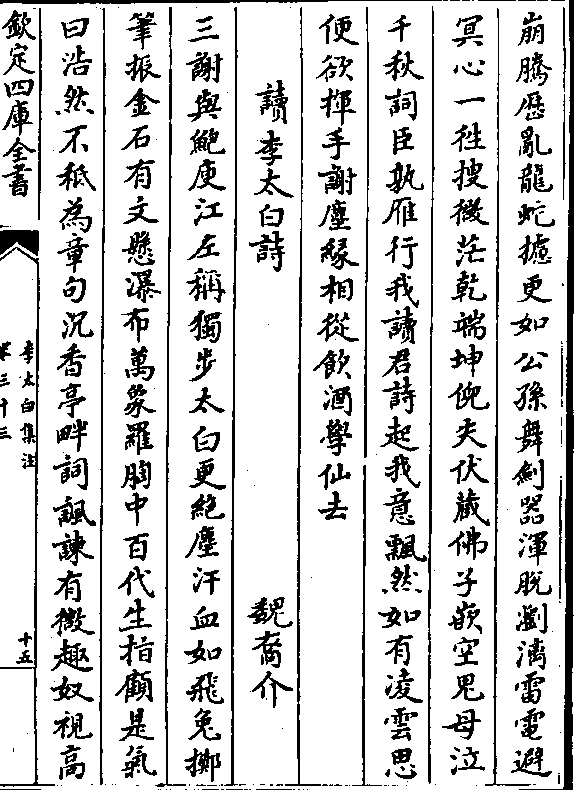 崩騰歴亂龍蛇攄更如公孫舞劍器渾脫瀏漓雷電避
冥心一徃搜微茫乾端坤倪失伏藏佛子嵌空鬼母泣
千秋詞臣孰雁行我讀君詩起我意飄然如有凌雲思
便欲揮手謝塵緣相從飲酒學仙去
讀李太白詩 魏裔介
三謝與鮑庾江左稱獨步太白更絶塵汗血如飛兔擲
筆振金石有文懸瀑布萬象羅胸中百代生指顧是氣
曰浩然不秪為章句沉香亭畔詞諷諫有微趣奴視高
欽定四庫全書
李太白集注
卷三十三
十五